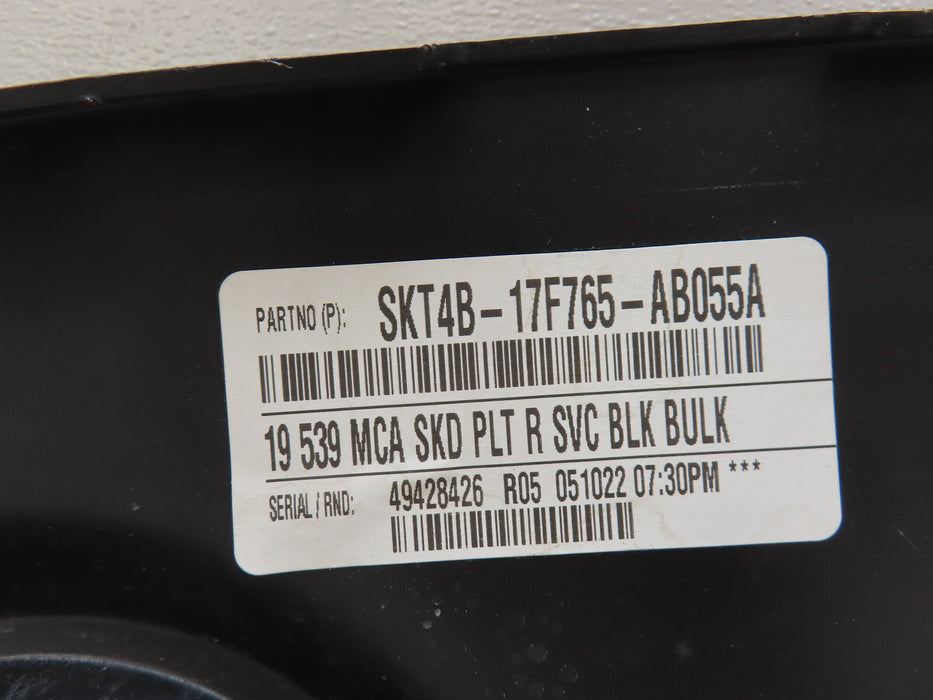 PARTNO (P): SKT4B-17F765-AB055A
19 539 MCA SKD PLT R SVC BLK BULK
SERIAL / RND: 49428426 R05 051022 07:30PM ***